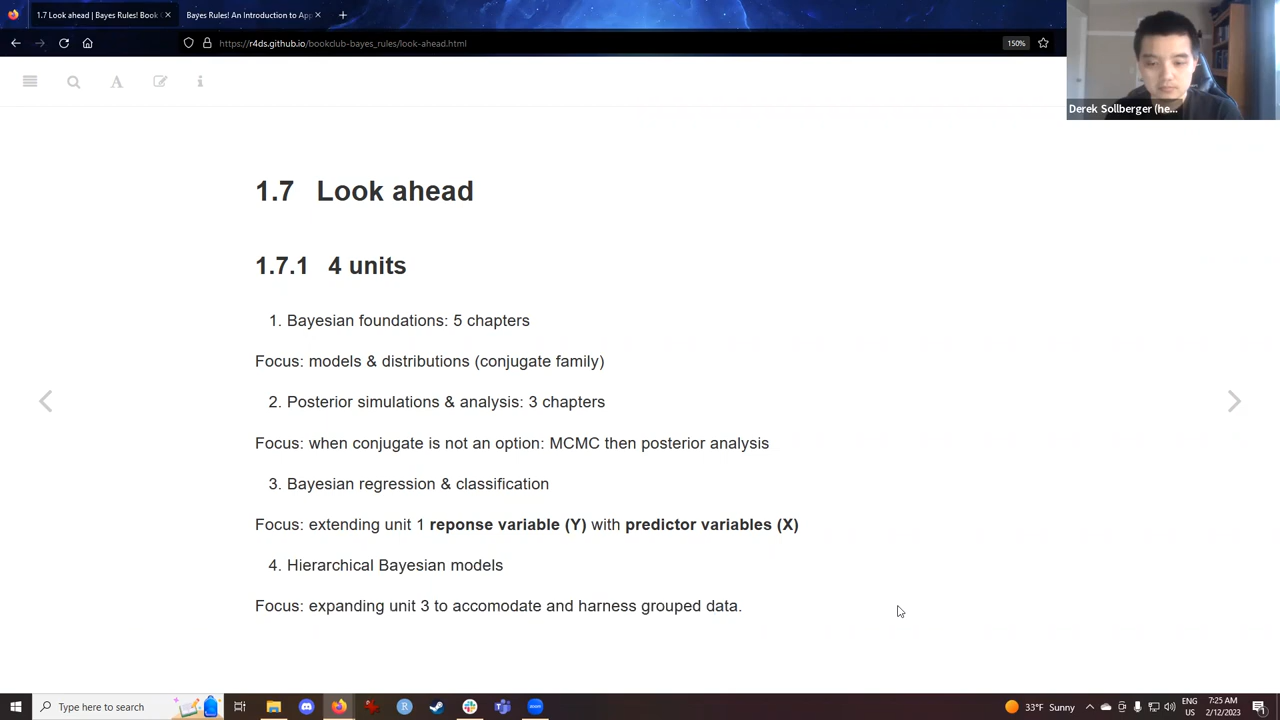 1.7 Look ahead | Bayes Rules! Book
Bayes Rules! An Introduction to App
https://r4ds.github.io/bookclub-bayes_rules/look-ahead.html
150%
Derek Sollberger (he...
1.7 Look ahead
1.7.1 4 units
1. Bayesian foundations: 5 chapters
Focus: models & distributions (conjugate family)
2. Posterior simulations & analysis: 3 chapters
Focus: when conjugate is not an option: MCMC then posterior analysis
3. Bayesian regression & classification
Focus: extending unit 1 reponse variable (Y) with predictor variables (X)
4. Hierarchical Bayesian models
Focus: expanding unit 3 to accomodate and harness grouped data.
Type here to search
33°F Sunny
ENG
US
7:25 AM
2/12/2023